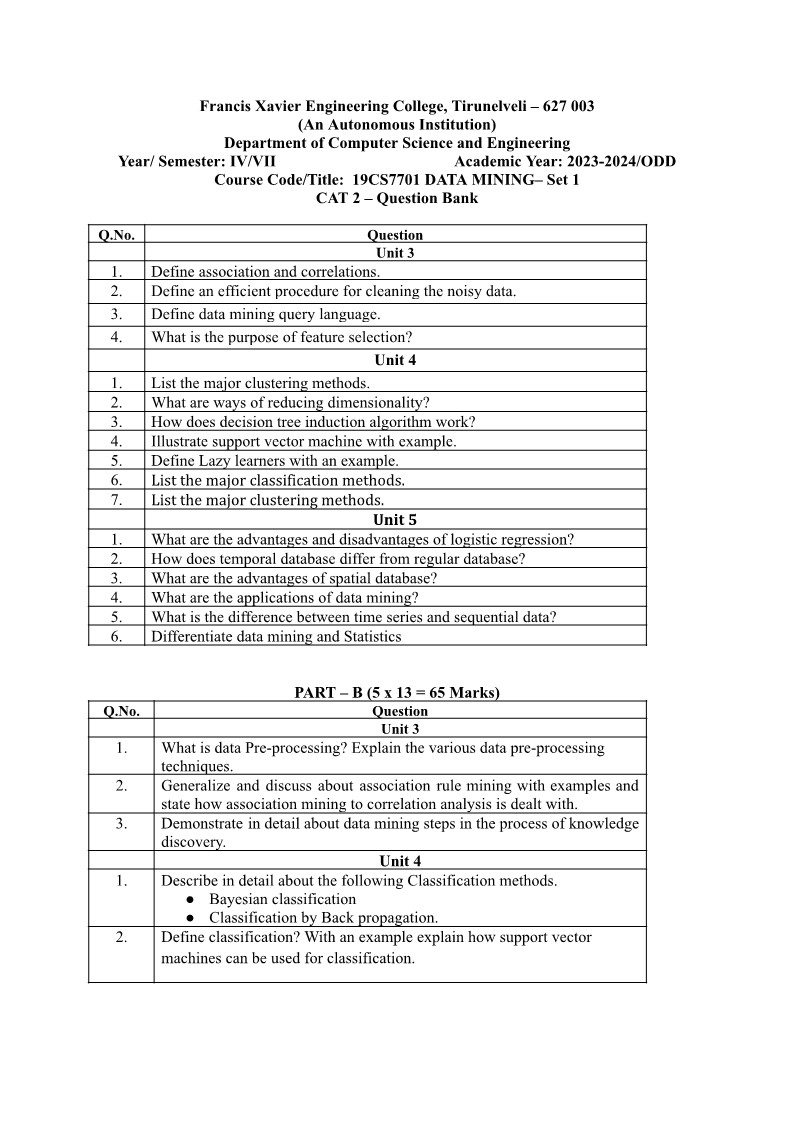 Francis Xavier Engineering College, Tirunelveli – 627 003
(An Autonomous Institution)
Department of Computer Science and Engineering
Year/ Semester: IV/VII Academic Year: 2023-2024/ODD
Course Code/Title: 19CS7701 DATA MINING– Set 1
CAT 2 – Question Bank
Q.No. Question
Unit 3
1. Define association and correlations.
2. Define an efficient procedure for cleaning the noisy data.
3. Define data mining query language.
4. What is the purpose of feature selection?
Unit 4
1. List the major clustering methods.
2. What are ways of reducing dimensionality?
3. How does decision tree induction algorithm work?
4. Illustrate support vector machine with example.
5. Define Lazy learners with an example.
6. List the major classification methods.
7. List the major clustering methods.
Unit 5
1. What are the advantages and disadvantages of logistic regression?
2. How does temporal database differ from regular database?
3. What are the advantages of spatial database?
4. What are the applications of data mining?
5. What is the difference between time series and sequential data?
6. Differentiate data mining and Statistics
PART – B (5 x 13 = 65 Marks)
Q.No. Question
Unit 3
1. What is data Pre-processing? Explain the various data pre-processing
techniques.
2. Generalize and discuss about association rule mining with examples and
state how association mining to correlation analysis is dealt with.
3. Demonstrate in detail about data mining steps in the process of knowledge
discovery.
Unit 4
1. Describe in detail about the following Classification methods.
● Bayesian classification
● Classification by Back propagation.
2. Define classification? With an example explain how support vector
machines can be used for classification.